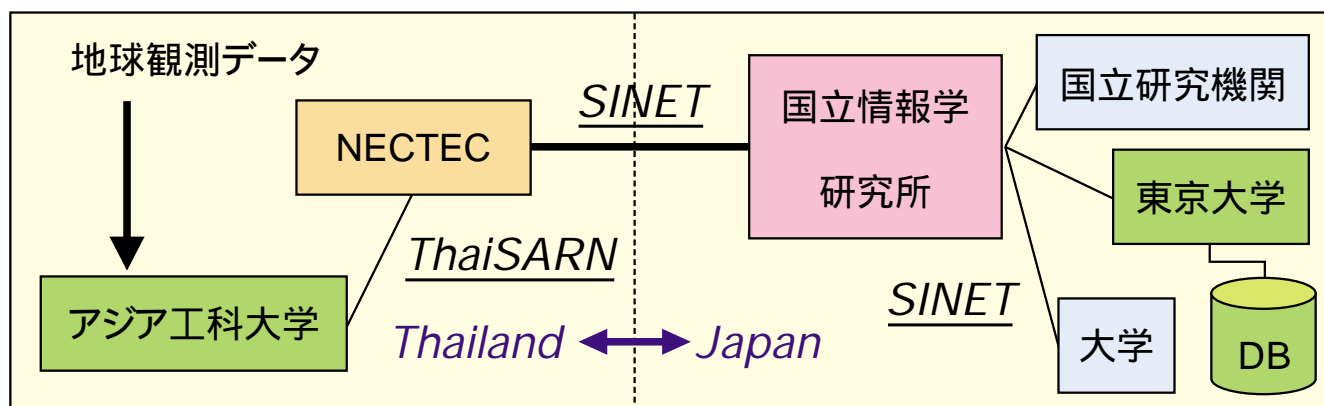 地球観測データ
NECTEC
アジア工科大学
ThaiSARN
SINET
Thailand
Japan
国立情報学
研究所
SINET
国立研究機関
東京大学
大学
DB